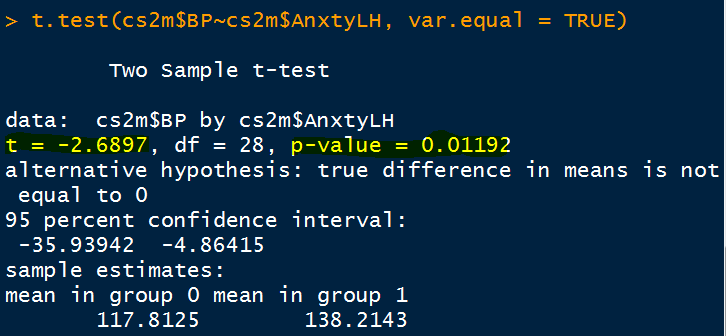 > t.test(cs2m$BP~cs2m$AnxtyLH, var.equal = TRUE)
Two Sample t-test
data:  cs2m$BP by cs2m$AnxtyLH
t = -2.6897, df = 28, p-value = 0.01192
alternative hypothesis: true difference in means is not
equal to 0
95 percent confidence interval:
-35.93942  -4.86415
sample estimates:
mean in group 0 mean in group 1
117.8125        138.2143